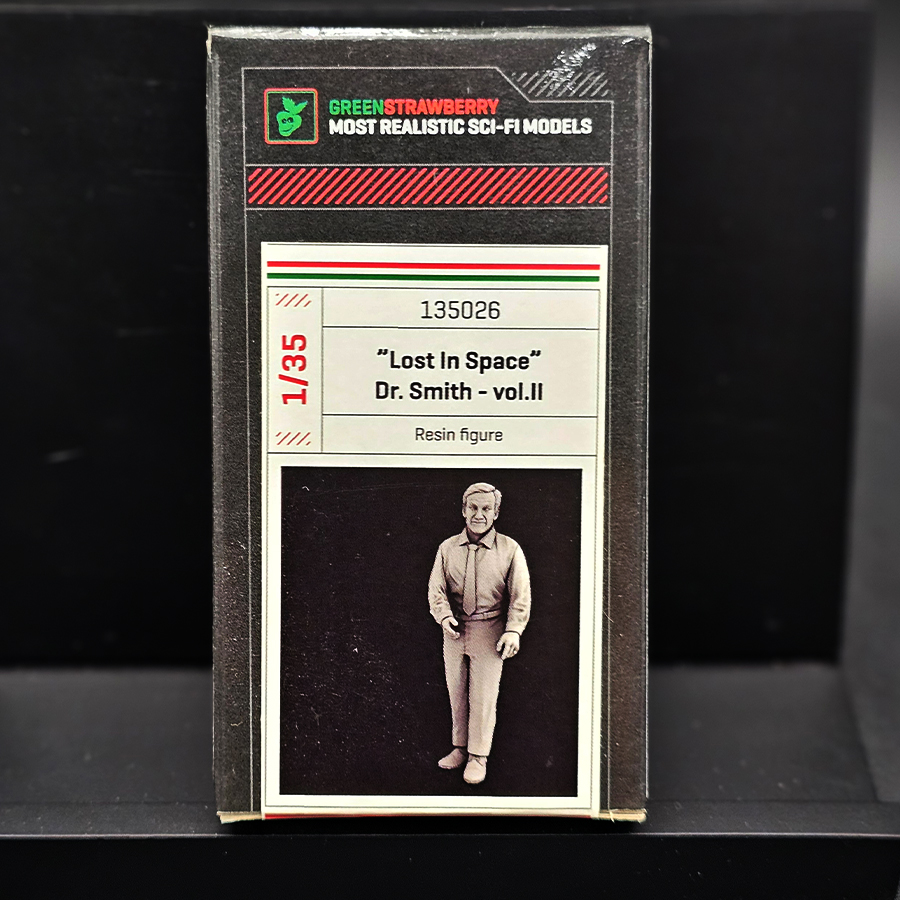 GREENSTRAWBERRY
MOST REALISTIC SCI-FI MODELS
135026
1/35
"Lost In Space"
Dr. Smith - vol.II
Resin figure